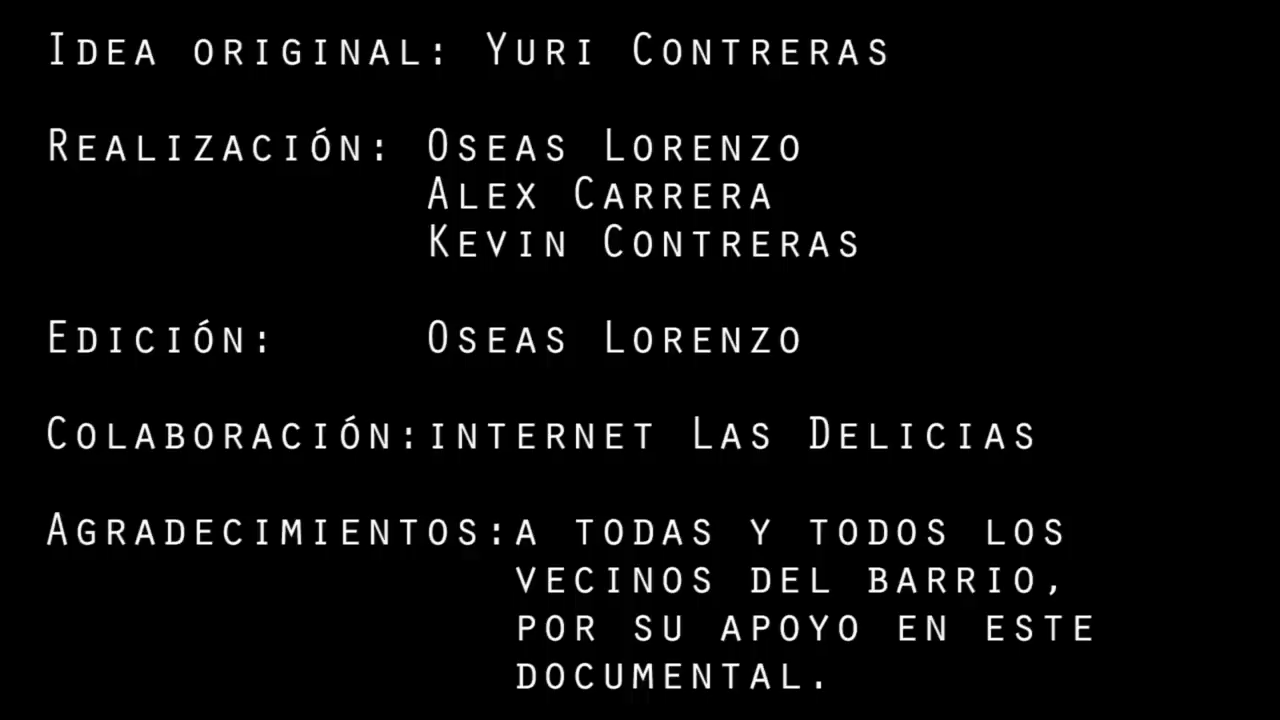 Idea original: Yuri Contreras
Realización: Oseas Lorenzo
Alex Carrera
Kevin Contreras
Edición: Oseas Lorenzo
Colaboración:internet Las Delicias
Agradecimientos:a todas y todos los
vecinos del barrio,
por su apoyo en este
documental.